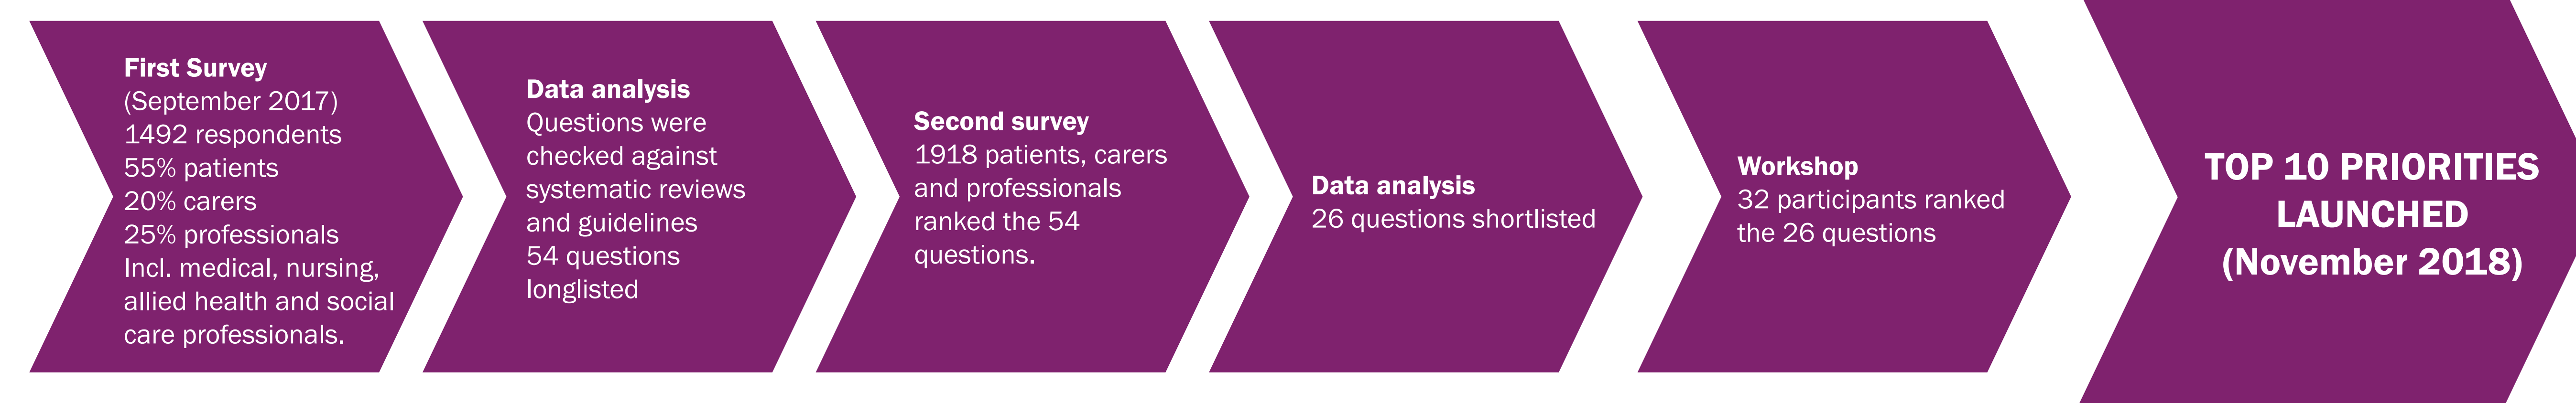 First Survey
(September 2017)
1492 respondents
55% patients
20% carers
25% professionals
Incl. medical, nursing,
allied health and social
care professionals.
Data analysis
Questions were
checked against
systematic reviews
and guidelines
54 questions
longlisted
Second survey
1918 patients, carers
and professionals
ranked the 54
questions.
Data analysis
26 questions shortlisted
Workshop
32 participants ranked
the 26 questions
TOP 10 PRIORITIES
LAUNCHED
(November 2018)